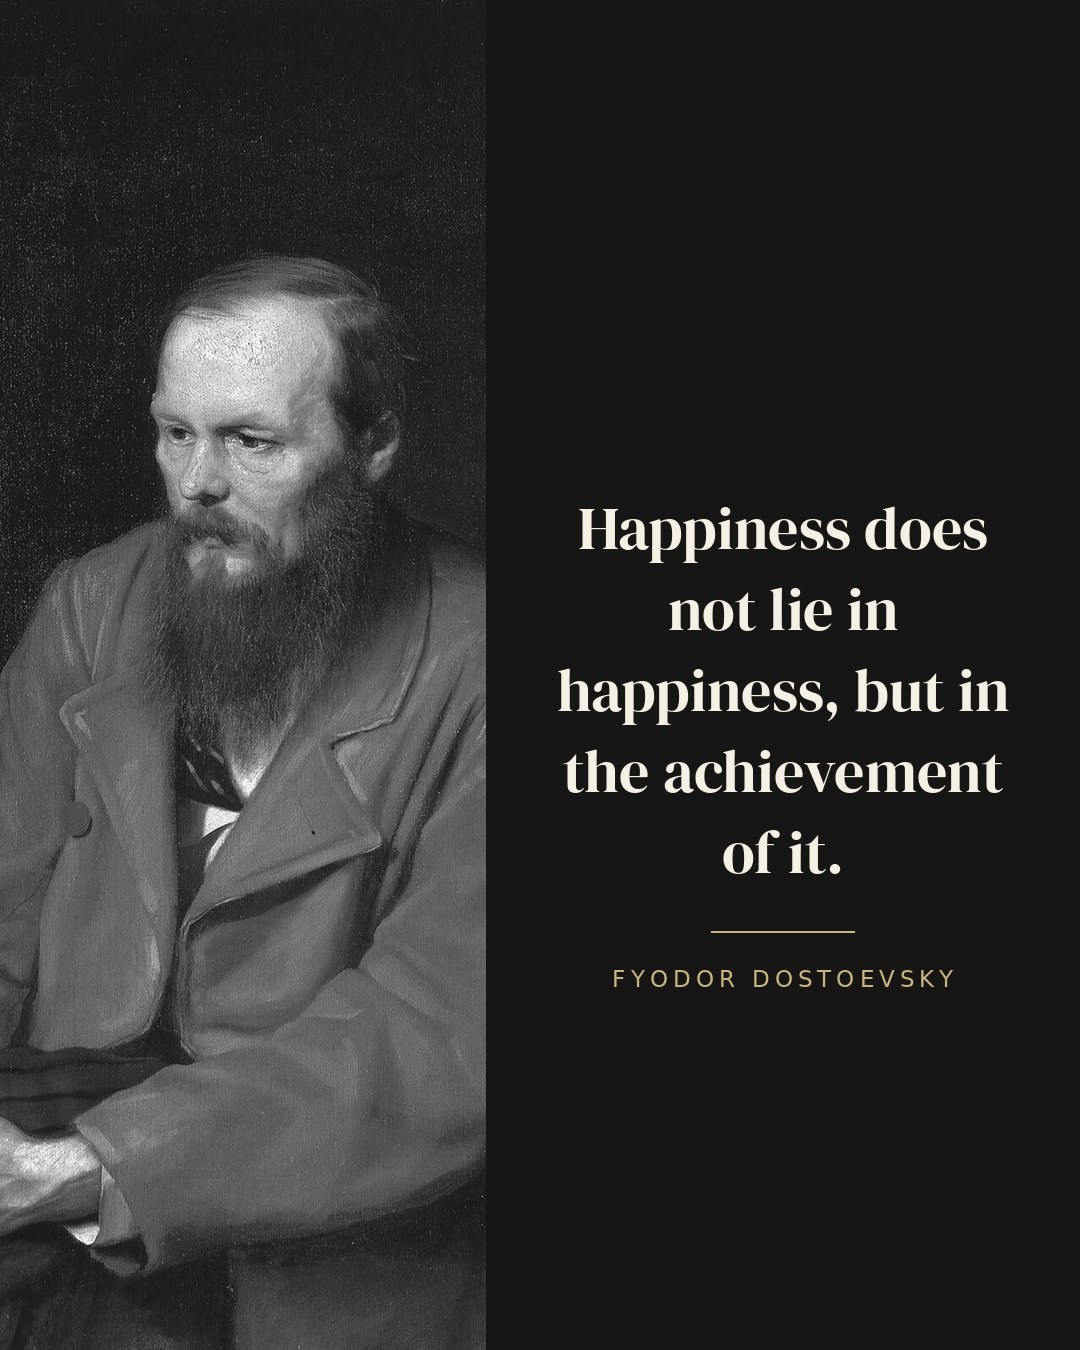 Happiness does
not lie in
happiness, but in
the achievement
of it.
FYODOR DOSTOEVSKY